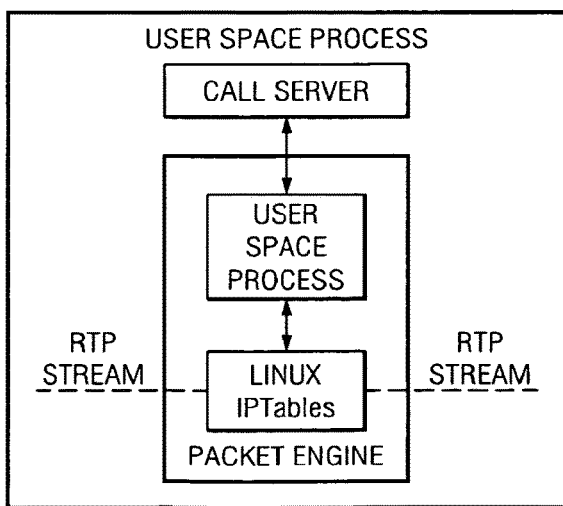 USER SPACE PROCESS
CALL SERVER
USER
SPACE
PROCESS
RTP
STREAM
LINUX
IPTables
RTP
STREAM
PACKET ENGINE